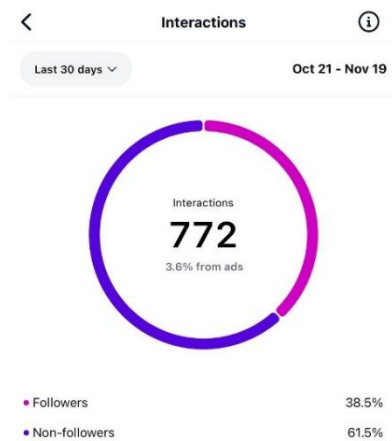 Interactions
Last 30 days
Oct 21 - Nov 19
Interactions
772
3.6% from ads
Followers 38.5%
Non-followers 61.5%